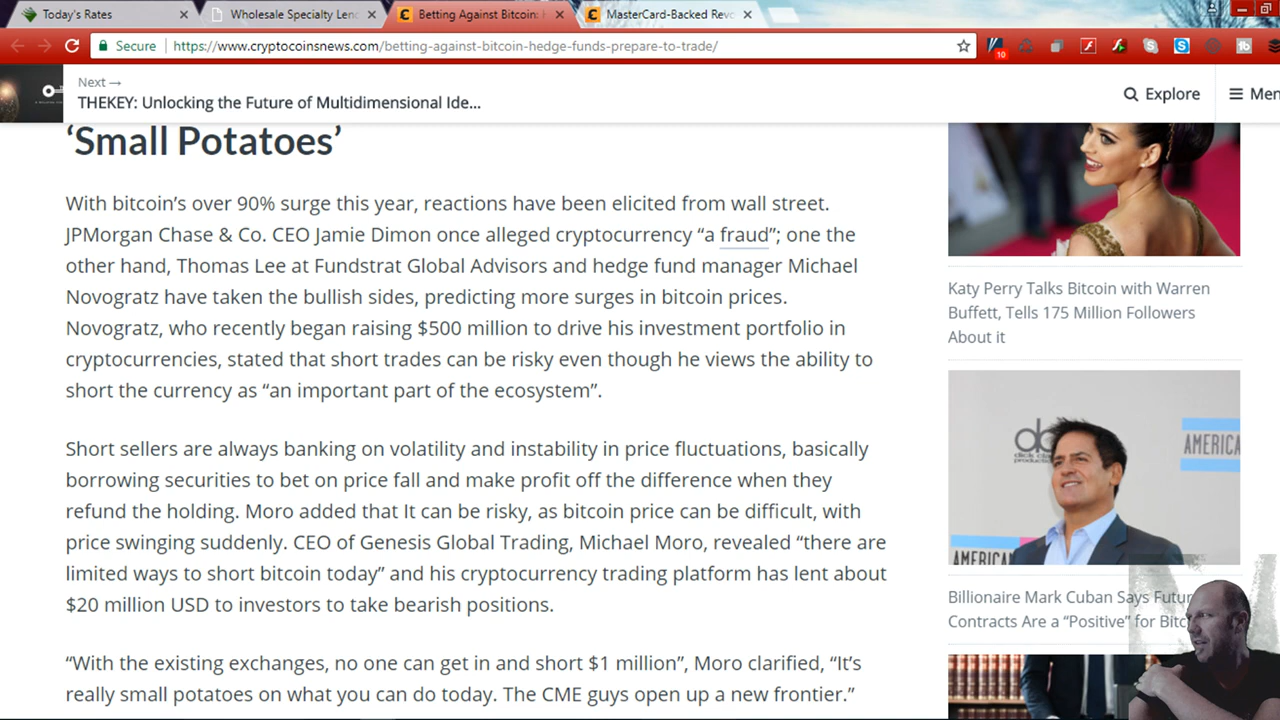 Today's Rates
Wholesale Specialty Len
Betting Against Bitcoin:
MasterCard-Backed Rev
Secure
https://www.cryptocoinsnews.com/betting-against-bitcoin-hedge-funds-prepare-to-trade/
10
Next →
THEKEY: Unlocking the Future of Multidimensional Ide...
Explore
Men
‘Small Potatoes’
With bitcoin’s over 90% surge this year, reactions have been elicited from wall street.
JPMorgan Chase & Co. CEO Jamie Dimon once alleged cryptocurrency “a fraud”; one the
other hand, Thomas Lee at Fundstrat Global Advisors and hedge fund manager Michael
Novogratz have taken the bullish sides, predicting more surges in bitcoin prices.
Novogratz, who recently began raising $500 million to drive his investment portfolio in
cryptocurrencies, stated that short trades can be risky even though he views the ability to
short the currency as “an important part of the ecosystem”.
Short sellers are always banking on volatility and instability in price fluctuations, basically
borrowing securities to bet on price fall and make profit off the difference when they
refund the holding. Moro added that It can be risky, as bitcoin price can be difficult, with
price swinging suddenly. CEO of Genesis Global Trading, Michael Moro, revealed “there are
limited ways to short bitcoin today” and his cryptocurrency trading platform has lent about
$20 million USD to investors to take bearish positions.
“With the existing exchanges, no one can get in and short $1 million”, Moro clarified, “It’s
really small potatoes on what you can do today. The CME guys open up a new frontier.”
Katy Perry Talks Bitcoin with Warren
Buffett, Tells 175 Million Followers
About it
dc
dick clark
AMERICA
AMERICAN
Billionaire Mark Cuban Says Futur
Contracts Are a “Positive” for Bitc